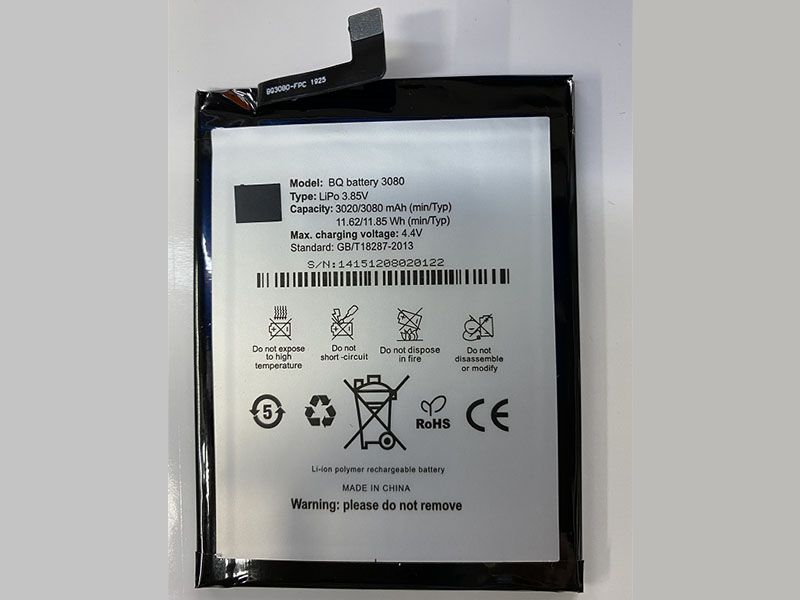 BQ3080-FPC 1925
Model: BQ battery 3080
Type: LiPo 3.85V
Capacity: 3020/3080 mAh (min/Typ)
11.62/11.85 Wh (min/Typ)
Max. charging voltage: 4.4V
Standard: GB/T18287-2013
S/N:14151208020122
Do not expose
to high
temperature
Do not
short -circuit
Do not dispose
in fire
Do not
disassemble
or modify
5
RoHS
CE
Li-ion polymer rechargeable battery
MADE IN CHINA
Warning: please do not remove